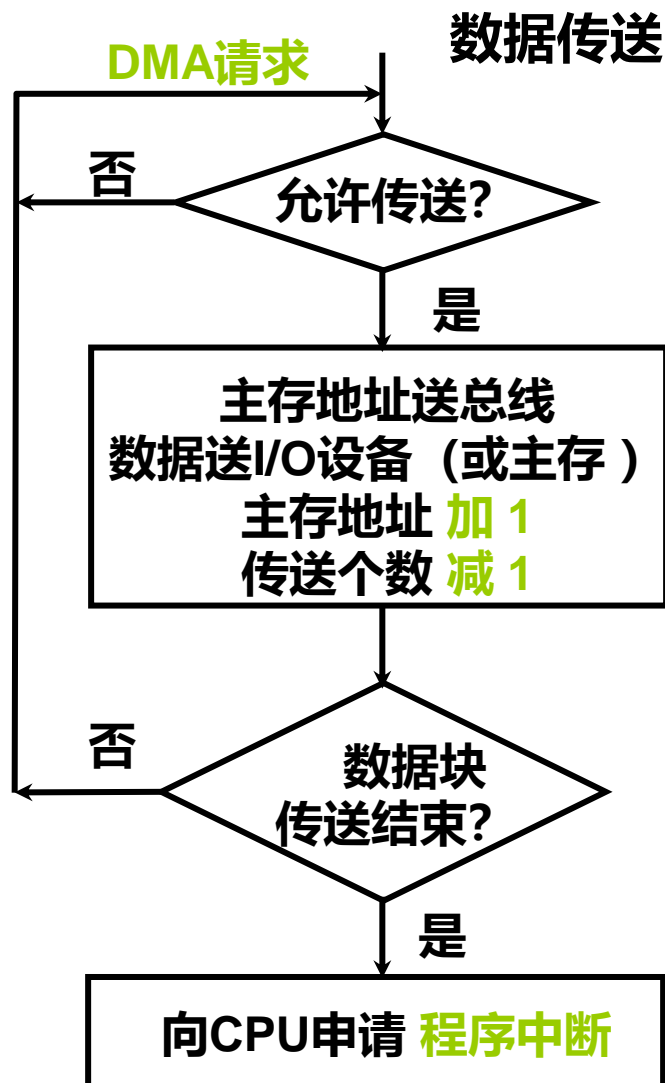 数据传送
DMA请求
否
允许传送?
是
主存地址送总线
数据送I/O设备（或主存 ）
主存地址 加 1
传送个数 减 1
否
数据块
传送结束?
是
向CPU申请 程序中断